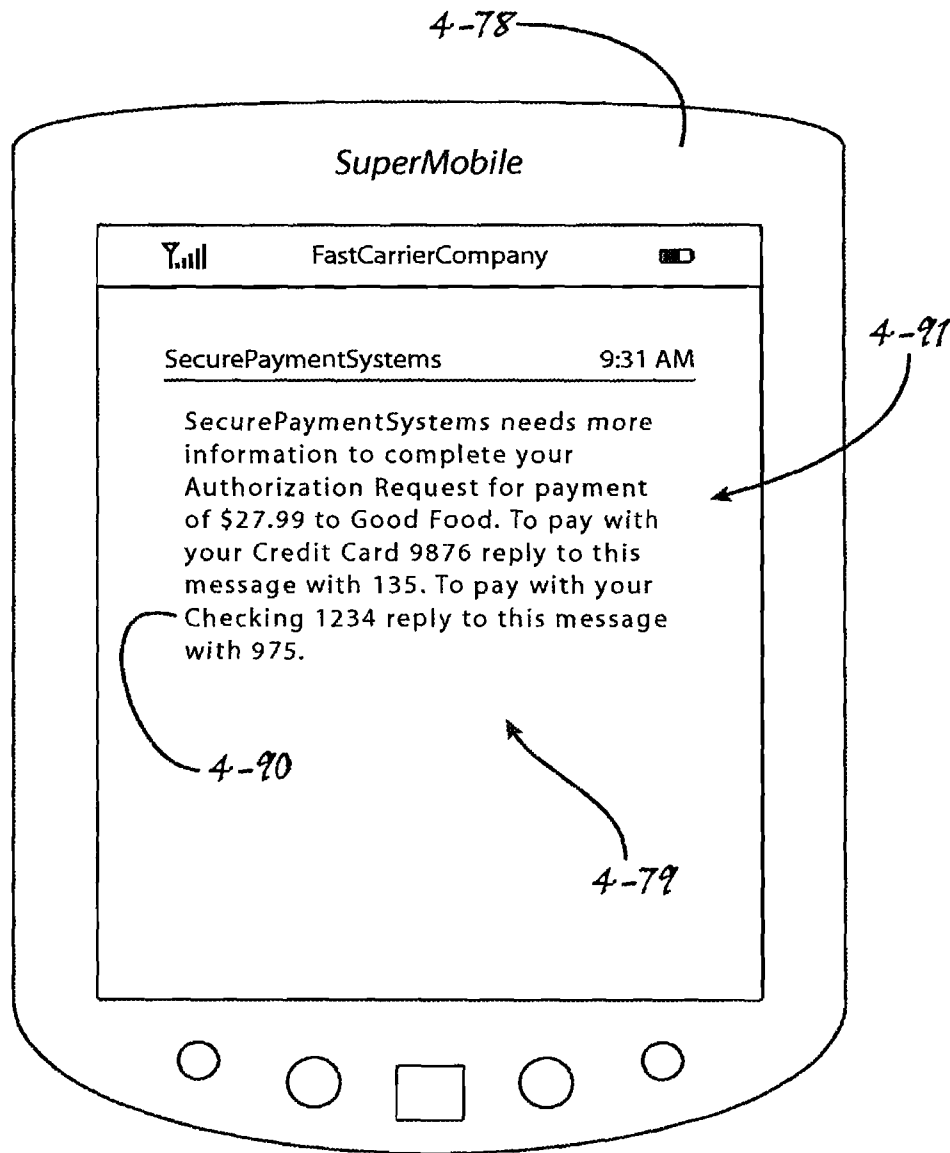 4-78
SuperMobile
FastCarrierCompany
4-91
SecurePaymentSystems 9:31 AM
SecurePaymentSystems needs more
information to complete your
Authorization Request for payment
of $27.99 to Good Food. To pay with
your Credit Card 9876 reply to this
message with 135. To pay with your
Checking 1234 reply to this message
with 975.
4-90
4-79